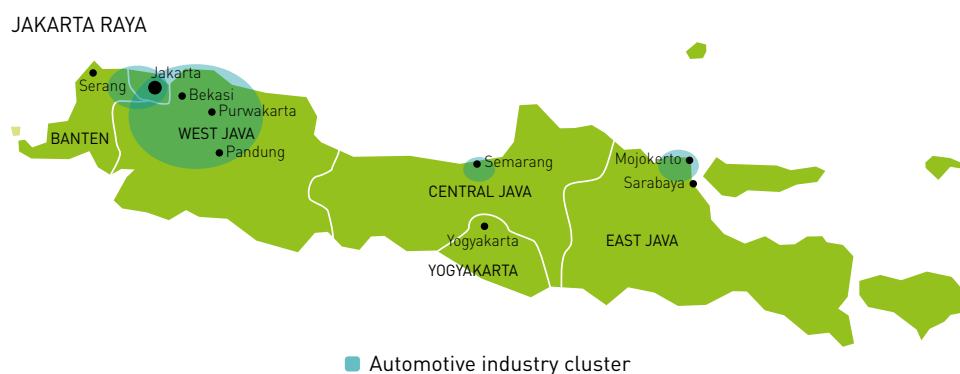 JAKARTA RAYA
Jakarta
Serang
Bekasi
Purwakarta
BANTEN
WEST JAVA
Pandung
Semarang
Mojokerto
Sarabaya
CENTRAL JAVA
Yogyakarta
EAST JAVA
YOGYAKARTA
Automotive industry cluster